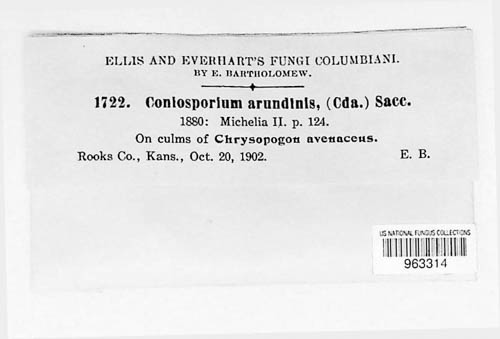 ELLIS AND EVERHART'S FUNGI COLUMBIANI.
BY E. BARTHOLOMEW.
1722. Coniosporium arundinis, (Cda.) Sacc.
1880: Michelia II. p. 124.
On culms of Chrysopogon avenaceus.
Rooks Co., Kans., Oct. 20, 1902. E. B.
US NATIONAL FUNGUS COLLECTIONS
963314